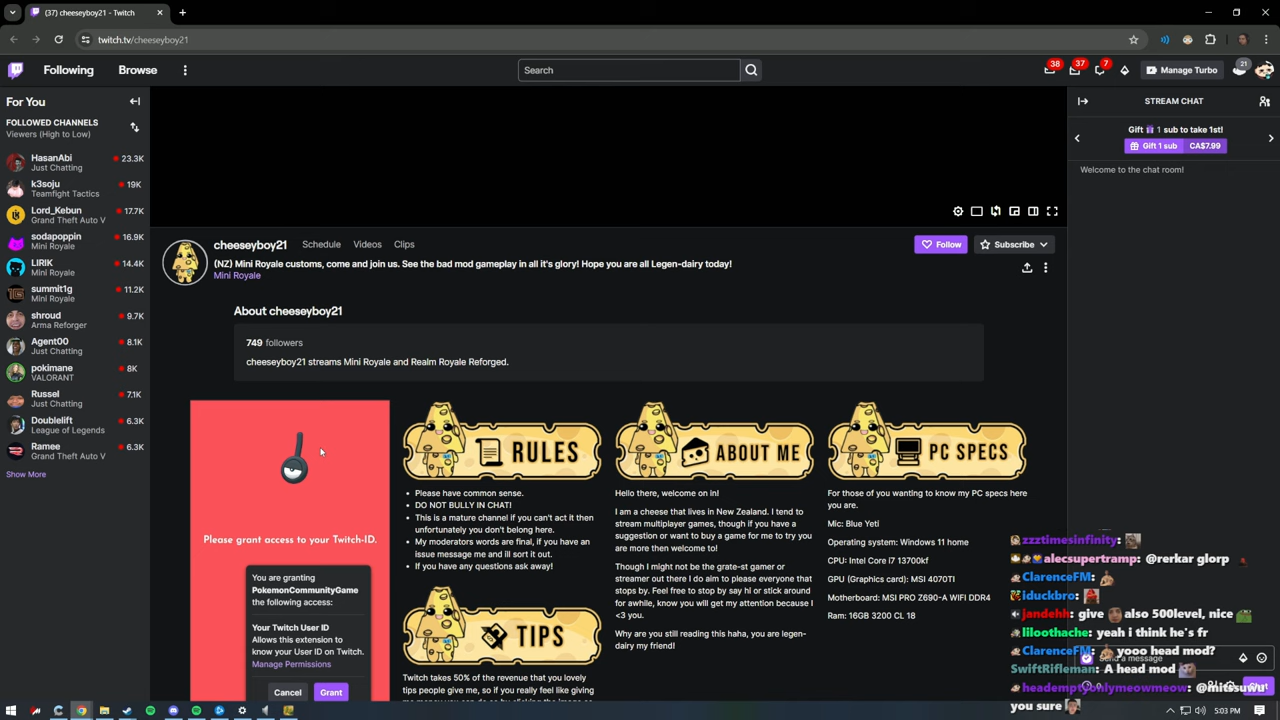 (37) cheeseyboy21 - Twitch
twitch.tv/cheeseyboy21
Following
Browse
Search
38
37
7
Manage Turbo
21
For You
FOLLOWED CHANNELS
Viewers (High to Low)
HasanAbi
Just Chatting
23.3K
k3soju
Teamfight Tactics
19K
Lord_Kebun
Grand Theft Auto V
17.7K
sodapoppin
Mini Royale
16.9K
LIRIK
Mini Royale
14.4K
summit1g
Mini Royale
11.2K
shroud
Arma Reforger
9.7K
Agent00
Just Chatting
8.1K
pokimane
VALORANT
8K
Russel
Just Chatting
7.1K
Doublelift
League of Legends
6.3K
Ramee
Grand Theft Auto V
6.3K
Show More
cheeseyboy21
Schedule
Videos
Clips
Follow
Subscribe
(NZ) Mini Royale customs, come and join us. See the bad mod gameplay in all it's glory! Hope you are all Legen-dairy today!
Mini Royale
About cheeseyboy21
749 followers
cheeseyboy21 streams Mini Royale and Realm Royale Reforged.
Please grant access to your Twitch-ID.
You are granting
PokemonCommunityGame
the following access:
Your Twitch User ID
Allows this extension to
know your User ID on Twitch.
Manage Permissions
Cancel
Grant
RULES
Please have common sense.
DO NOT BULLY IN CHAT!
This is a mature channel if you can't act it then
unfortunately you don't belong here.
My moderators words are final, if you have an
issue message me and ill sort it out.
If you have any questions ask away!
TIPS
Twitch takes 50% of the revenue that you lovely
tips people give me, so if you really feel like giving
ABOUT ME
Hello there, welcome on in!
I am a cheese that lives in New Zealand. I tend to
stream multiplayer games, though if you have a
suggestion or want to buy a game for me to try you
are more then welcome to!
Though I might not be the grate-st gamer or
streamer out there I do aim to please everyone that
stops by. Feel free to stop by say hi or stick around
for awhile, know you will get my attention because I
<3 you.
Why are you still reading this haha, you are legen-
dairy my friend!
PC SPECS
For those of you wanting to know my PC specs here
you are.
Mic: Blue Yeti
Operating system: Windows 11 home
CPU: Intel Core I7 13700kf
GPU (Graphics card): MSI 4070TI
Motherboard: MSI PRO Z690-A WIFI DDR4
Ram: 16GB 3200 CL 18
STREAM CHAT
Gift 1 sub to take 1st!
Gift 1 sub
CA$7.99
Welcome to the chat room!
zzztimesinfinity:
alecsupertramp: @rerkar glorp
ClarenceFM:
iduckbro:
jandehh: give also 500level, nice
liloothache: yeah i think he's fr
ClarenceFM: yooo head mod?
Send a message
SwiftRifleman: A head mod
heademptyonlymeowmeow: @mitsuwu
you sure
5:03 PM